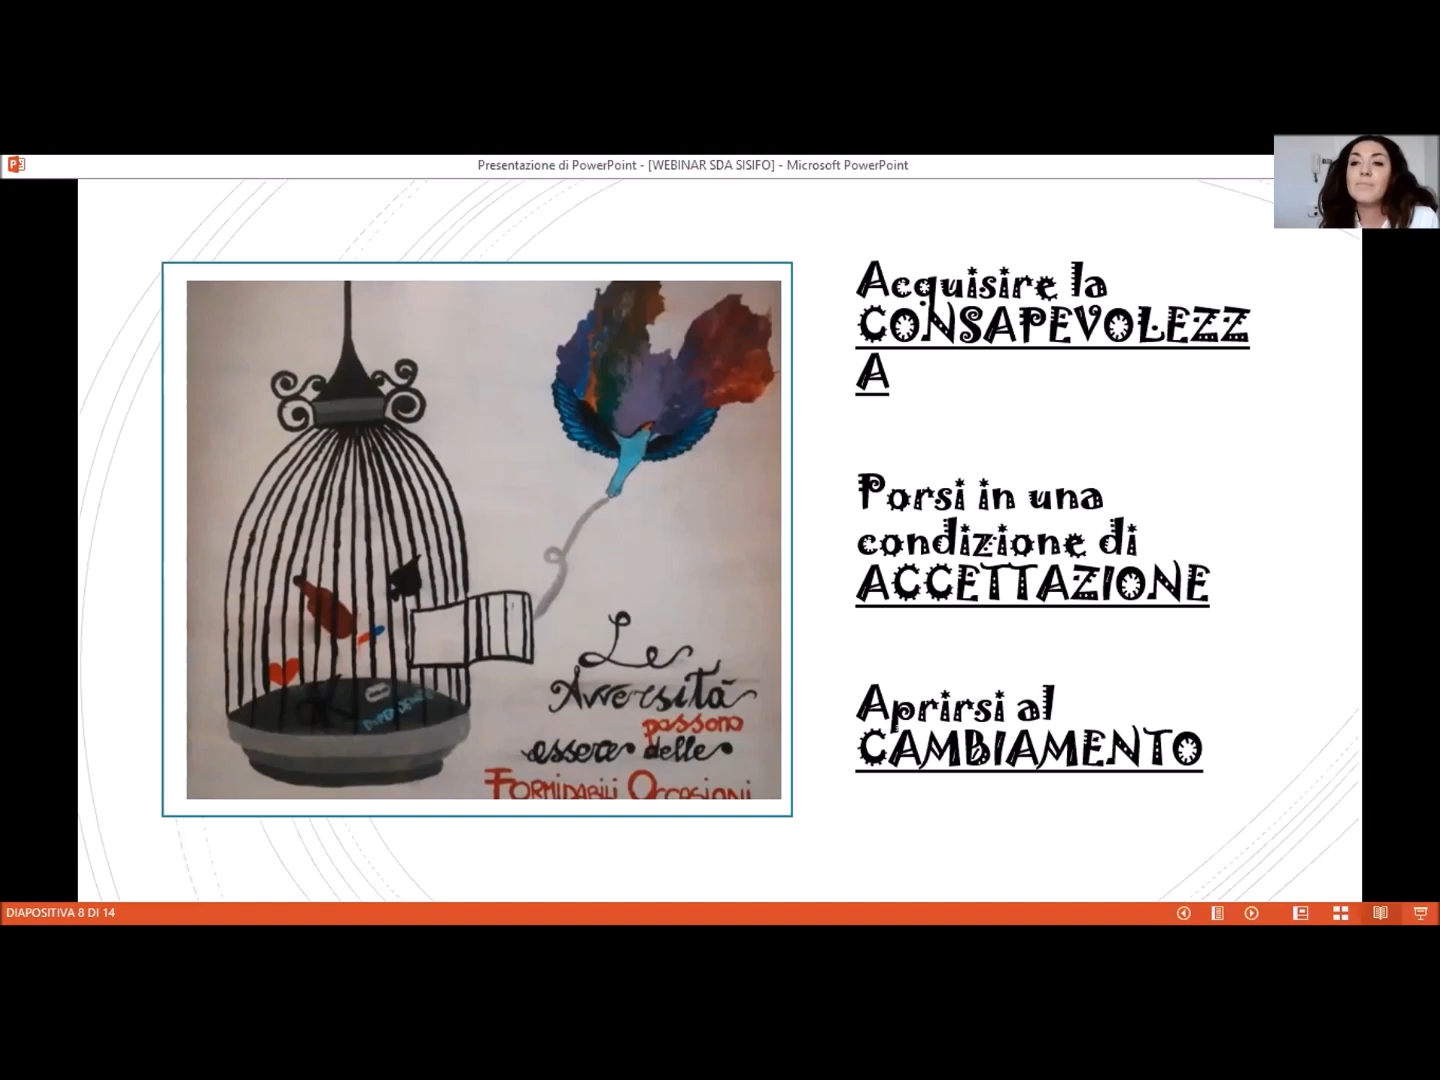 Presentazione di PowerPoint - [WEBINAR SDA SISIFO] - Microsoft PowerPoint
Acquisire la
CONSAPEVOLEZZ
A
Porsi in una
condizione di
ACCETTAZIONE
Aprirsi al
CAMBIAMENTO
Le
Avversità
possono
essere delle
FORMIDABILI OCCASIONI
DIAPOSITIVA 8 DI 14